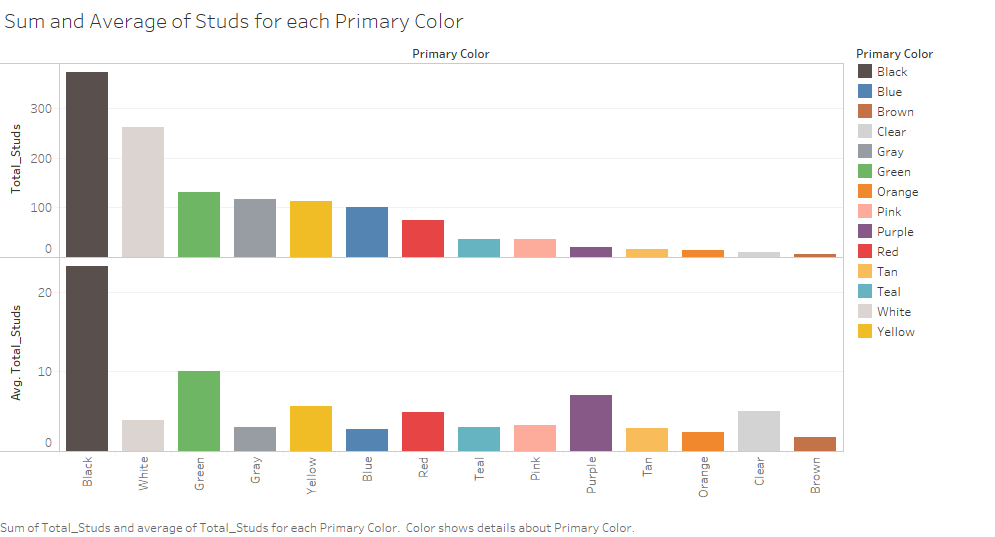 Sum and Average of Studs for each Primary Color
Primary Color
Total_Studs
300
200
100
0
Avg. Total_Studs
20
10
0
Black
White
Green
Gray
Yellow
Blue
Red
Teal
Pink
Purple
Tan
Orange
Clear
Brown
Primary Color
Black
Blue
Brown
Clear
Gray
Green
Orange
Pink
Purple
Red
Tan
Teal
White
Yellow
Sum of Total_Studs and average of Total_Studs for each Primary Color.  Color shows details about Primary Color.